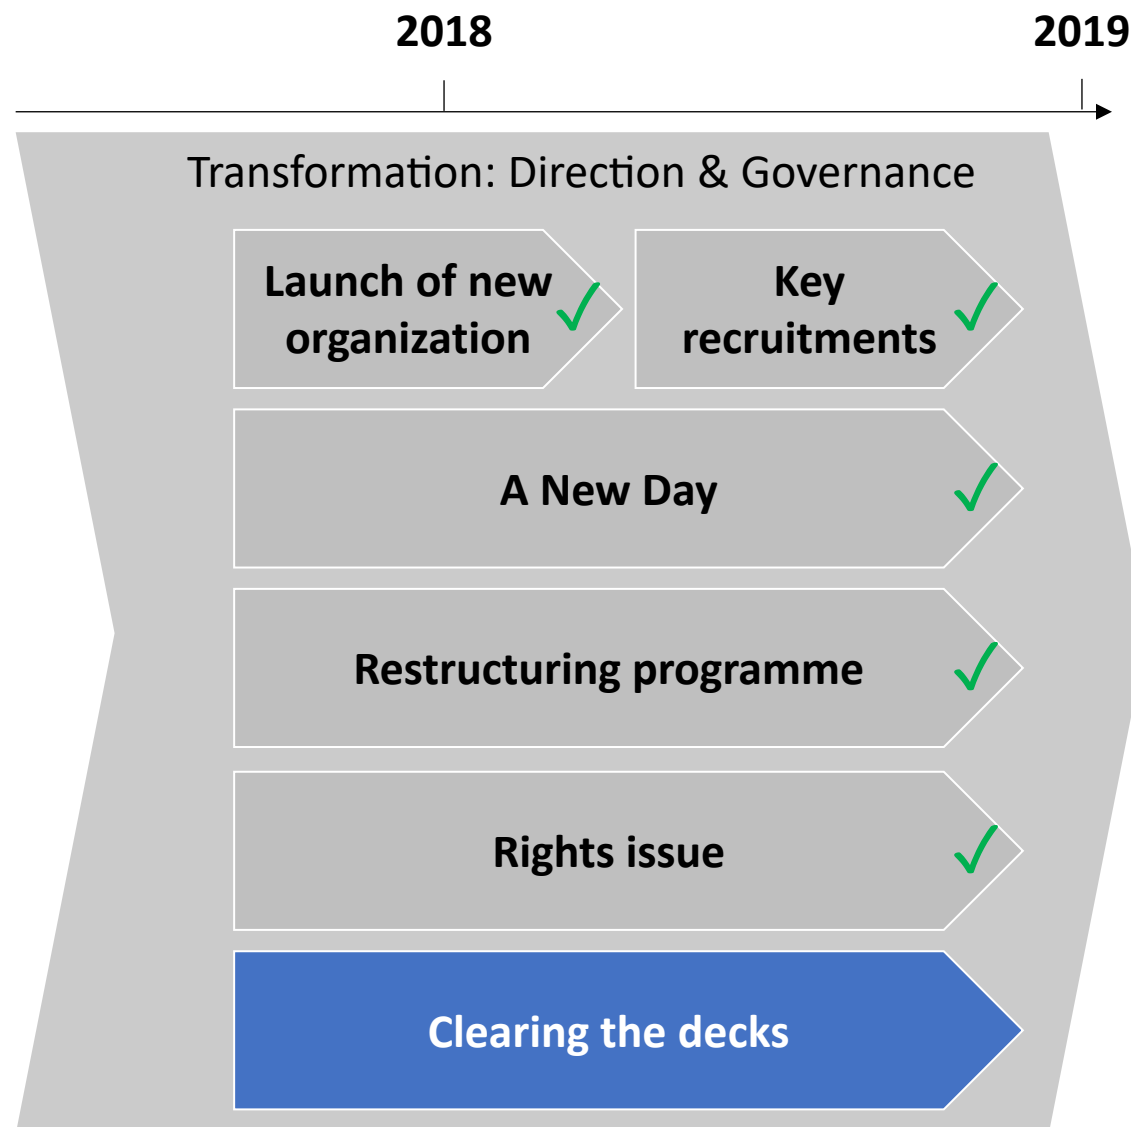 2018 2019
Transformation: Direction & Governance
Launch of new
organization
Key
recruitments
A New Day
Restructuring programme
Rights issue
Clearing the decks